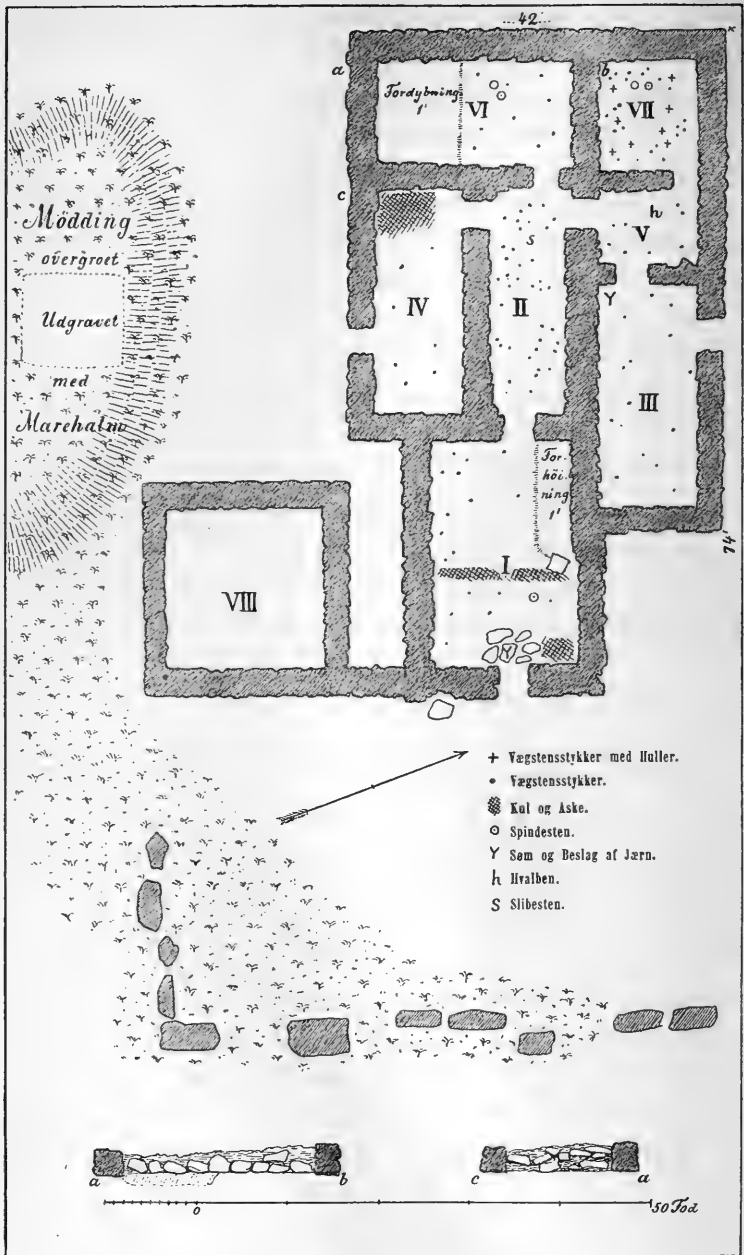 42
a
b
Fordybning
1'
VI
VII
c
h
Mödding
overgroet
Udgravet
med
Marehalm
s
V
Y
IV
II
III
For-
höi-
ning
1'
74'
I
VIII
Y
+ Vægstensstykker med Huller.
• Vægstensstykker.
Kul og Aske.
Spindesten.
Y Søm og Beslag af Jærn.
h Hvalben.
S Slibesten.
a b c a
0 50 Fod